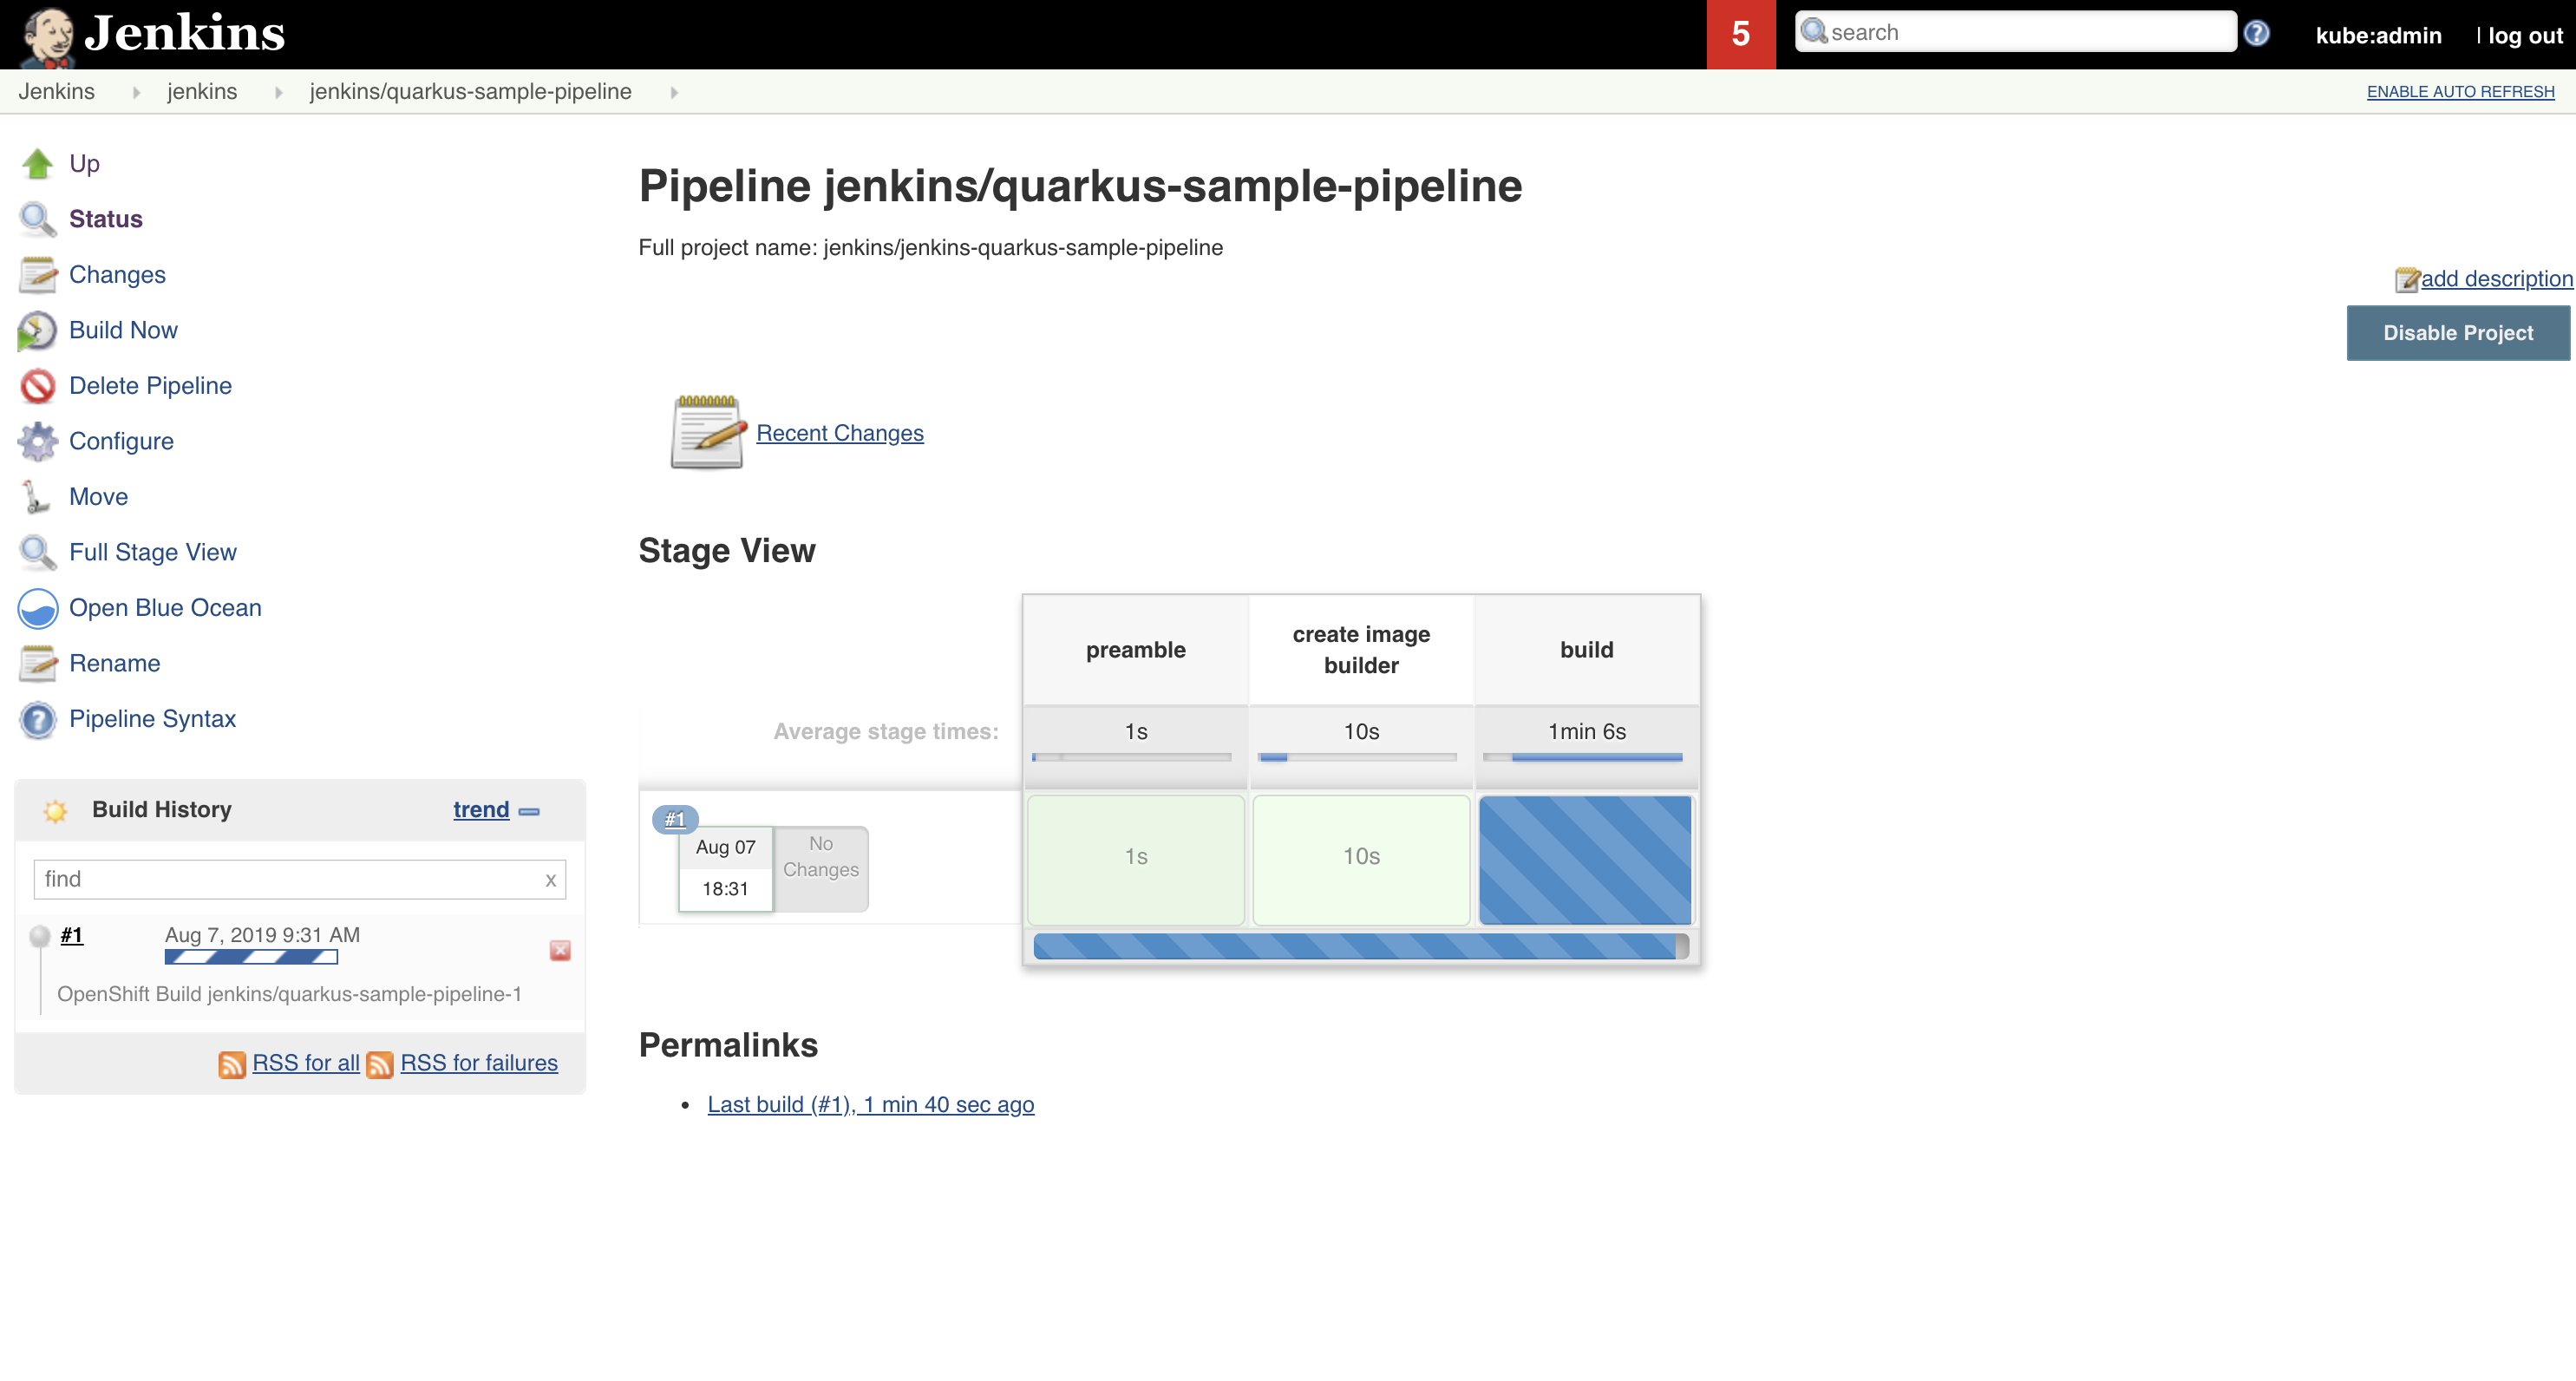 Jenkins
5
search
kube:admin
| log out
Jenkins
jenkins
jenkins/quarkus-sample-pipeline
ENABLE AUTO REFRESH
Up
Status
Changes
Build Now
Delete Pipeline
Configure
Move
Full Stage View
Open Blue Ocean
Rename
Pipeline Syntax
Build History
trend
find
x
#1
Aug 7, 2019 9:31 AM
OpenShift Build jenkins/quarkus-sample-pipeline-1
RSS for all
RSS for failures
Pipeline jenkins/quarkus-sample-pipeline
Full project name: jenkins/jenkins-quarkus-sample-pipeline
add description
Disable Project
Recent Changes
Stage View
preamble
create image
builder
build
Average stage times:
1s
10s
1min 6s
#1
Aug 07
18:31
No
Changes
1s
10s
Permalinks
• Last build (#1), 1 min 40 sec ago